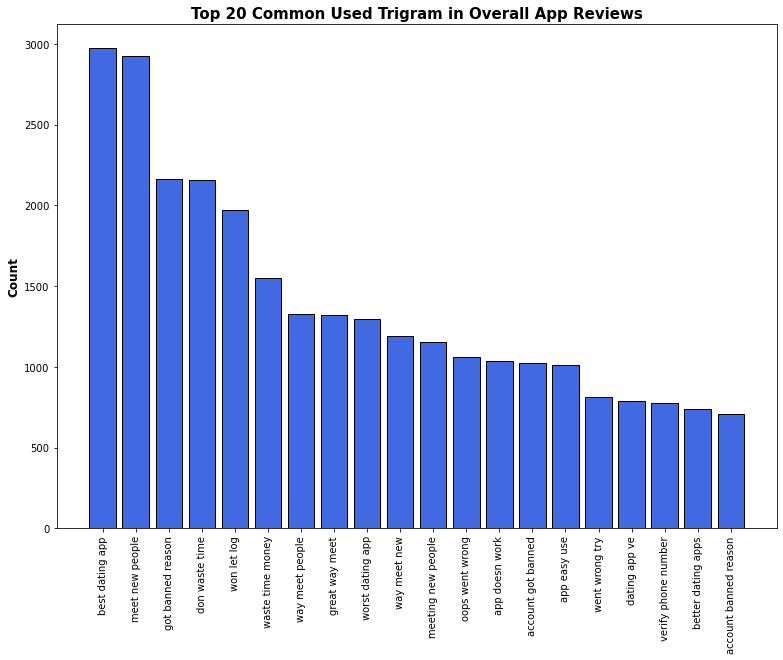 Top 20 Common Used Trigram in Overall App Reviews
Count
3000
2500
2000
1500
1000
500
0
best dating app
meet new people
got banned reason
don waste time
won let log
waste time money
way meet people
great way meet
worst dating app
way meet new
meeting new people
oops went wrong
app doesn work
account got banned
app easy use
went wrong try
dating app ve
verify phone number
better dating apps
account banned reason